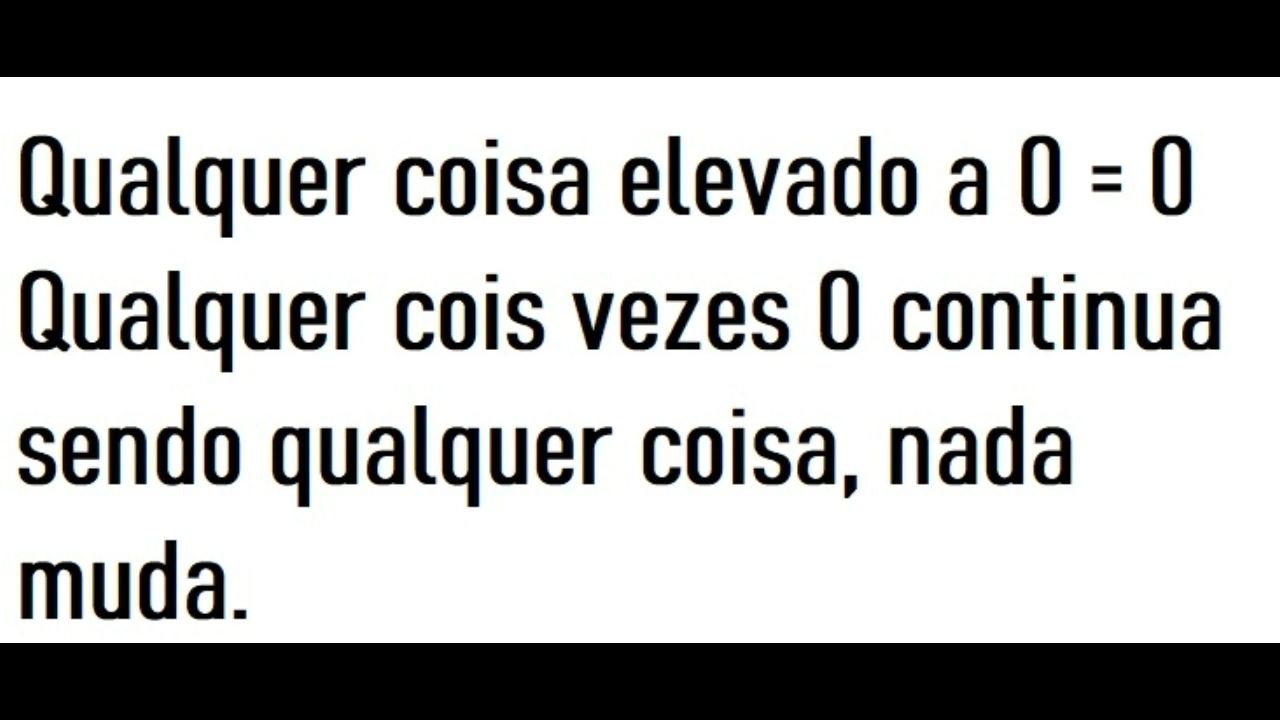 Qualquer coisa elevado a 0 = 0
Qualquer cois vezes 0 continua
sendo qualquer coisa, nada
muda.